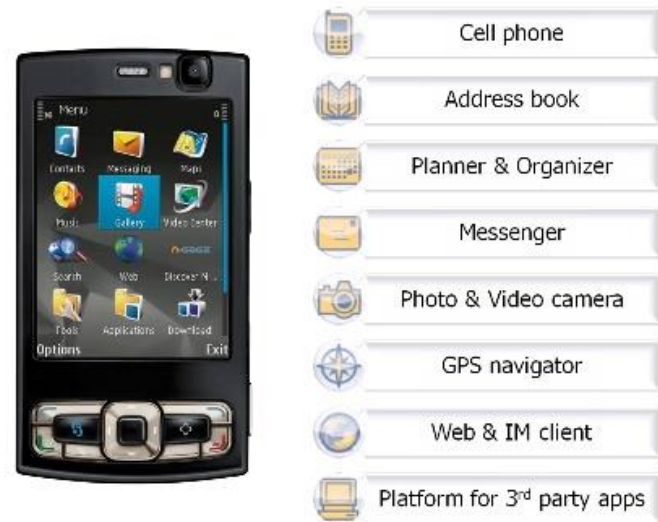 Menu
Contacts
Messaging
Maps
Music
Gallery
Video Center
Search
Web
N-GAGE
Discover N...
Tools
Applications
Download
Options
Exit
Cell phone
Address book
Planner & Organizer
Messenger
Photo & Video camera
GPS navigator
Web & IM client
Platform for 3rd party apps